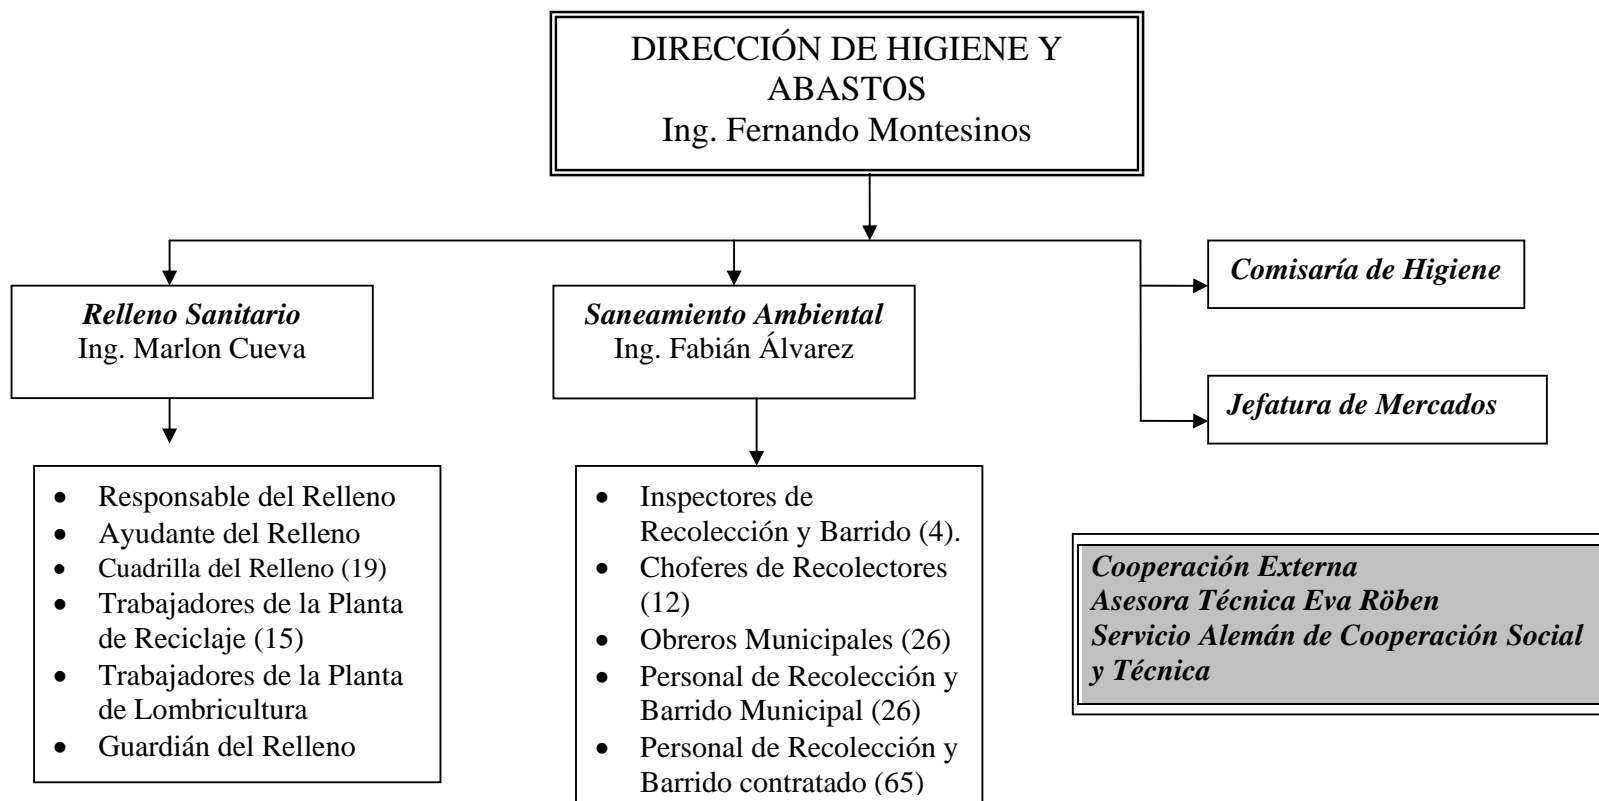 DIRECCIÓN DE HIGIENE Y
ABASTOS
Ing. Fernando Montesinos
Relleno Sanitario
Ing. Marlon Cueva
Saneamiento Ambiental
Ing. Fabián Álvarez
Comisaría de Higiene
Jefatura de Mercados
• Responsable del Relleno
• Ayudante del Relleno
• Cuadrilla del Relleno (19)
• Trabajadores de la Planta
de Reciclaje (15)
• Trabajadores de la Planta
de Lombricultura
• Guardián del Relleno
• Inspectores de
Recolección y Barrido (4).
• Choferes de Recolectores
(12)
• Obreros Municipales (26)
• Personal de Recolección y
Barrido Municipal (26)
• Personal de Recolección y
Barrido contratado (65)
Cooperación Externa
Asesora Técnica Eva Röben
Servicio Alemán de Cooperación Social
y Técnica